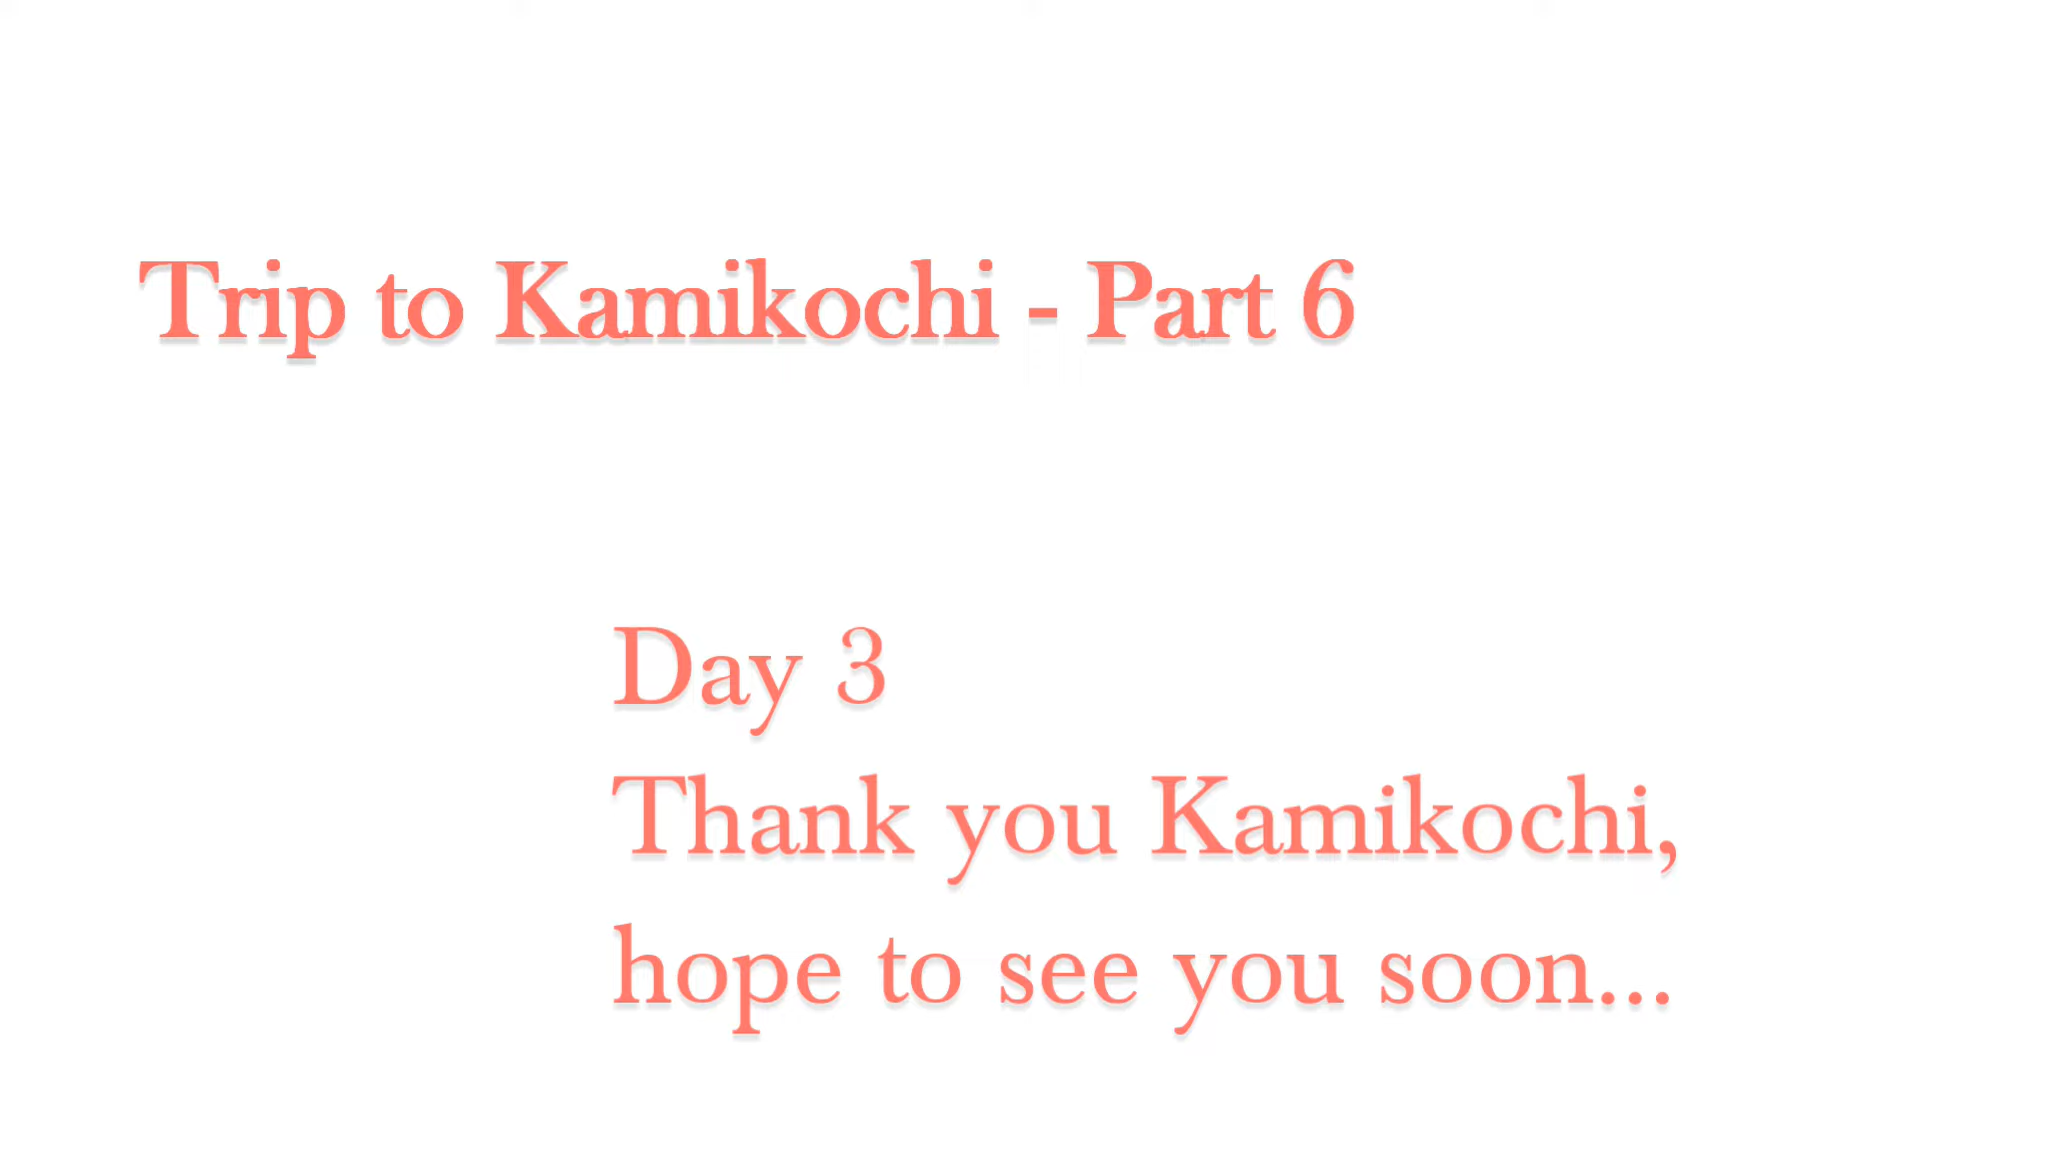 Trip to Kamikochi - Part 6
Day 3
Thank you Kamikochi,
hope to see you soon...